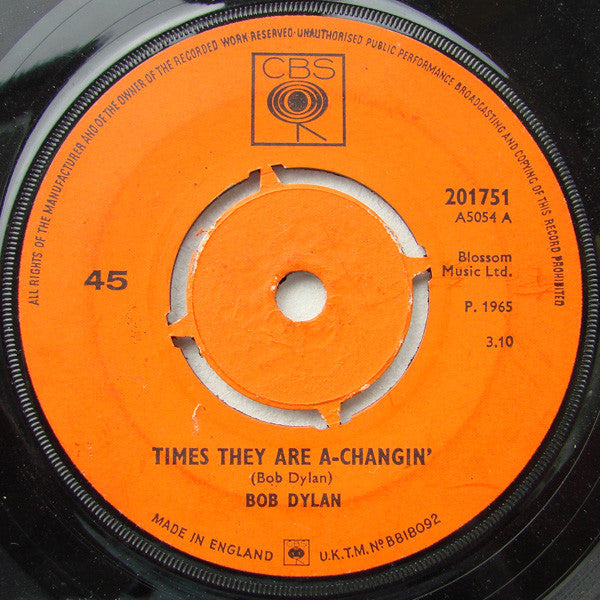 ALL RIGHTS OF THE MANUFACTURER AND OF THE OWNER OF THE RECORDED WORK RESERVED · UNAUTHORISED PUBLIC PERFORMANCE BROADCASTING AND COPYING OF THIS RECORD PROHIBITED
CBS
201751
A5054 A
45
Blossom
Music Ltd.
P. 1965
3.10
TIMES THEY ARE A-CHANGIN'
(Bob Dylan)
BOB DYLAN
MADE IN ENGLAND
U.K.T.M. Nº B818092